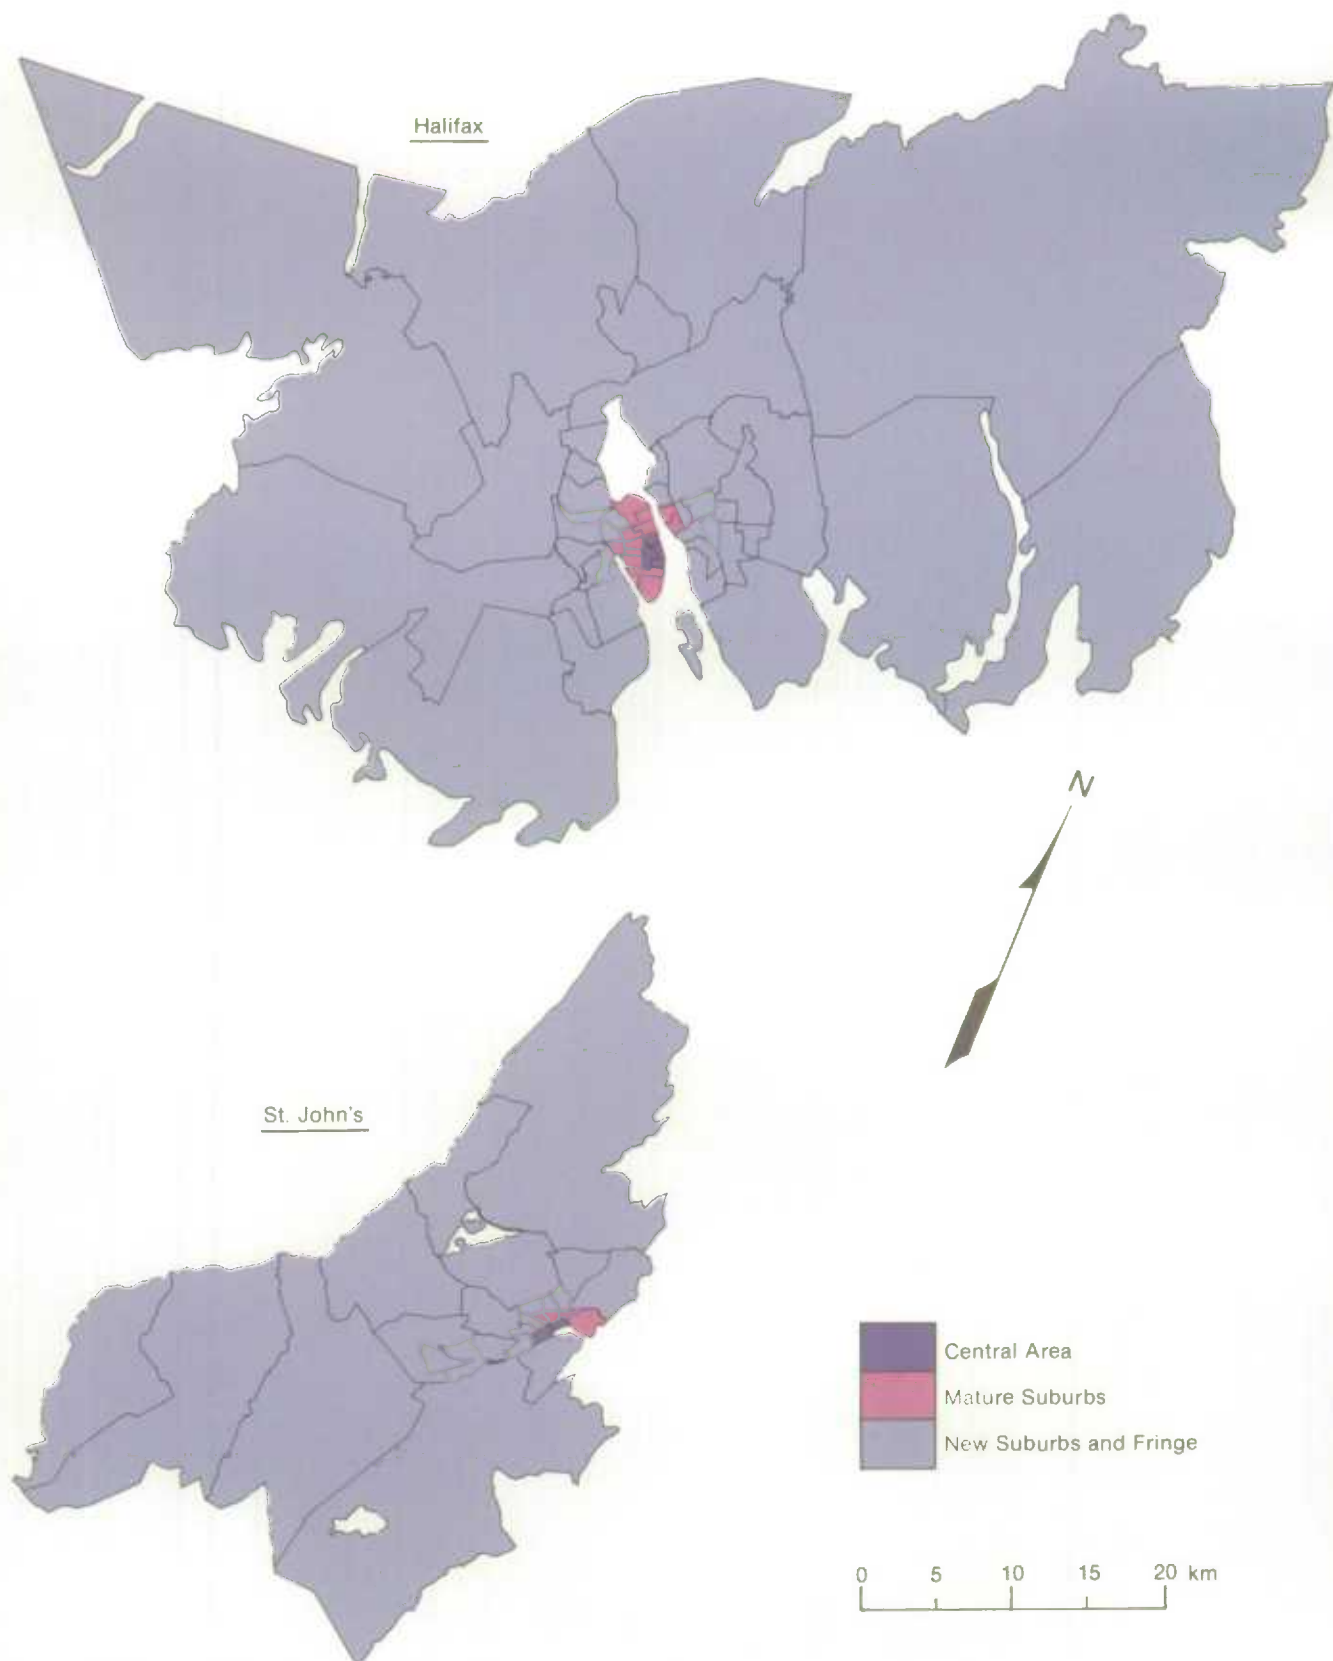 Halifax
N
St. John's
Central Area
Mature Suburbs
New Suburbs and Fringe
0 5 10 15 20 km